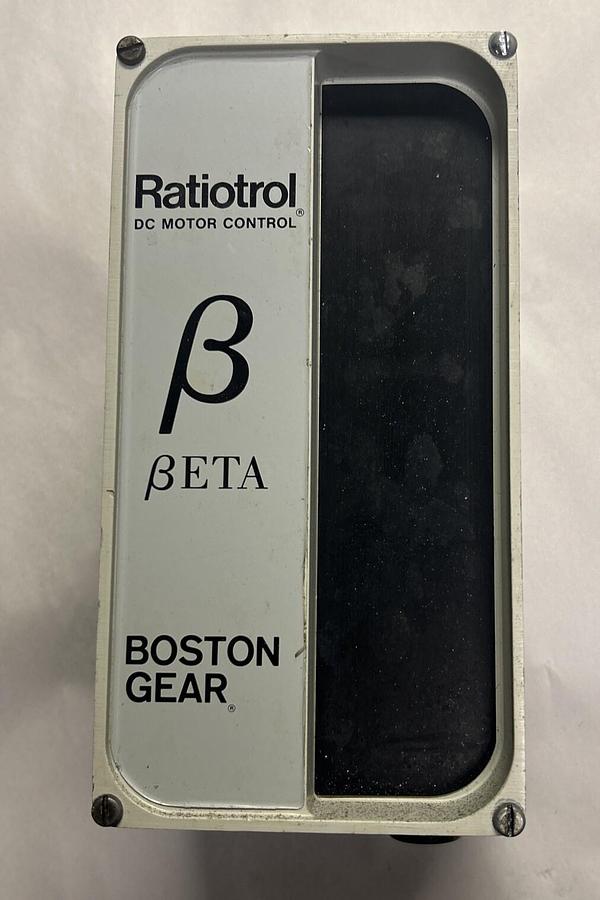 Ratiotrol®
DC MOTOR CONTROL
β
βETA
BOSTON
GEAR®